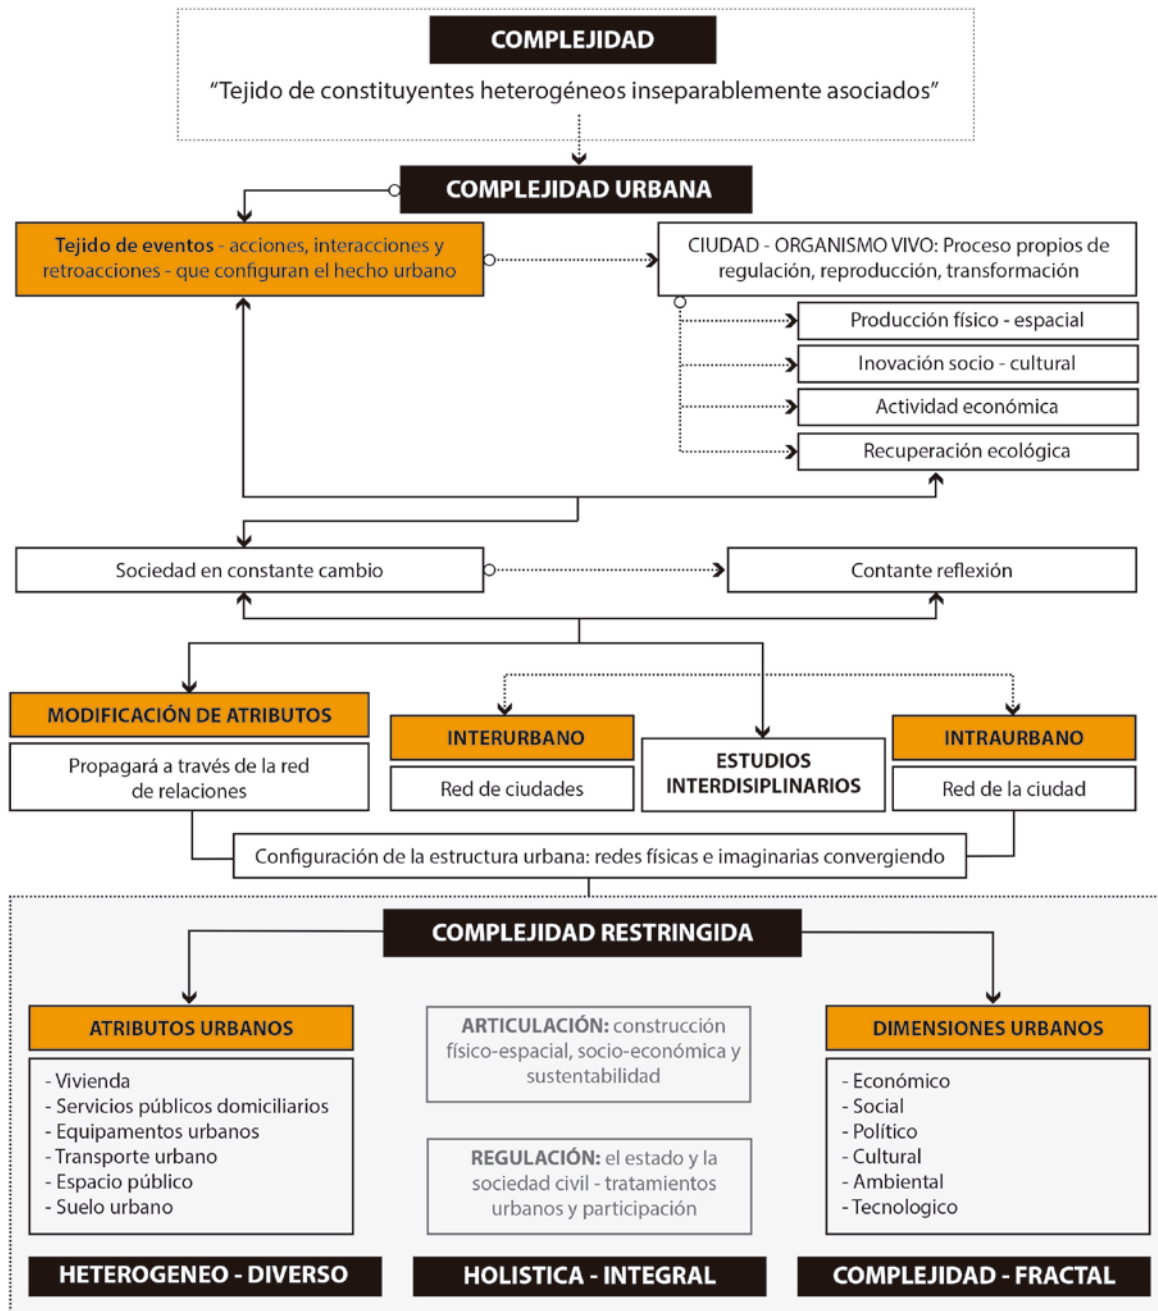 COMPLEJIDAD
“Tejido de constituyentes heterogéneos inseparablemente asociados”
COMPLEJIDAD URBANA
Tejido de eventos - acciones, interacciones y
retroacciones - que configuran el hecho urbano
CIUDAD - ORGANISMO VIVO: Proceso propios de
regulación, reproducción, transformación
Producción físico - espacial
Inovación socio - cultural
Actividad económica
Recuperación ecológica
Sociedad en constante cambio
Contante reflexión
MODIFICACIÓN DE ATRIBUTOS
Propagará a través de la red
de relaciones
INTERURBANO
Red de ciudades
ESTUDIOS
INTERDISIPLINARIOS
INTRAURBANO
Red de la ciudad
Configuración de la estructura urbana: redes físicas e imaginarias convergiendo
COMPLEJIDAD RESTRINGIDA
ATRIBUTOS URBANOS
- Vivienda
- Servicios públicos domiciliarios
- Equipamentos urbanos
- Transporte urbano
- Espacio público
- Suelo urbano
ARTICULACIÓN: construcción
físico-espacial, socio-económica y
sustentabilidad
REGULACIÓN: el estado y la
sociedad civil - tratamientos
urbanos y participación
DIMENSIONES URBANOS
- Económico
- Social
- Político
- Cultural
- Ambiental
- Tecnologico
HETEROGENEO - DIVERSO
HOLISTICA - INTEGRAL
COMPLEJIDAD - FRACTAL